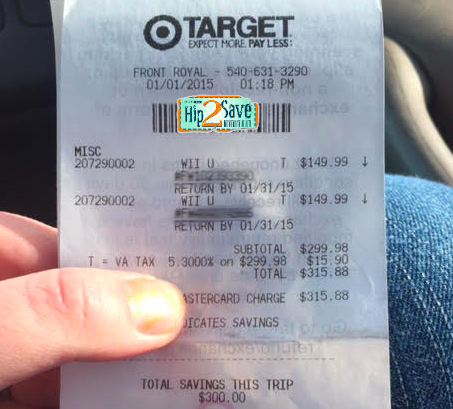 TARGET
EXPECT MORE. PAY LESS.
FRONT ROYAL - 540-631-3290
01/01/2015 01:18 PM
Hip2Save
MISC
207290002 WII U T $149.99 ↓
RETURN BY 01/31/15
207290002 WII U T $149.99 ↓
RETURN BY 01/31/15
SUBTOTAL $299.98
T = VA TAX 5.3000% on $299.98 $15.90
TOTAL $315.88
ASTERCARD CHARGE $315.88
DICATES SAVINGS
TOTAL SAVINGS THIS TRIP
$300.00